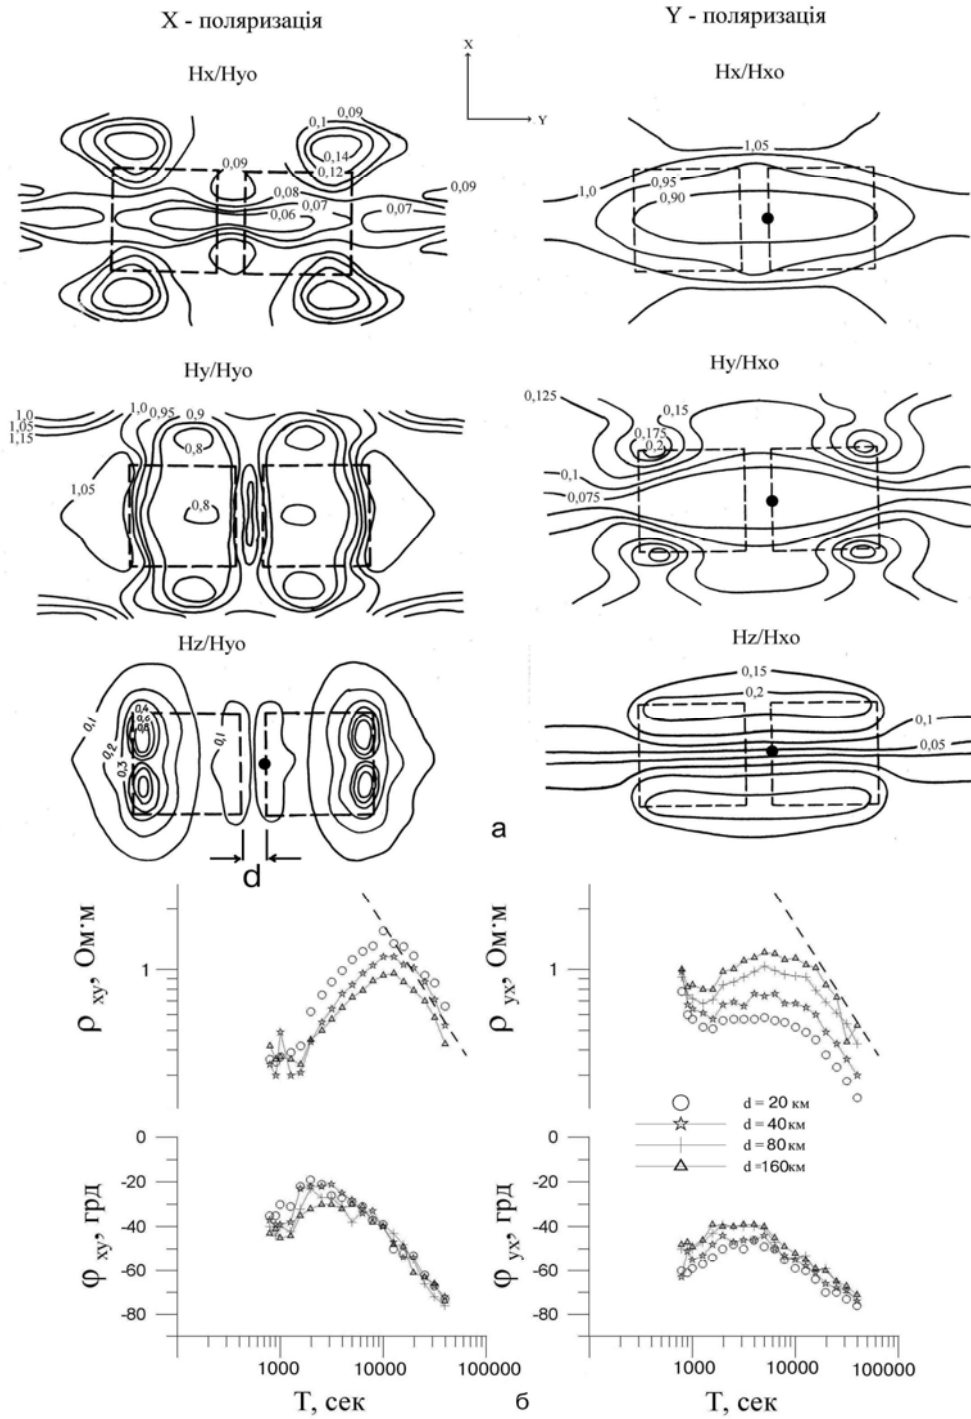 X - поляризація
Y - поляризація
Hx/Hyo
X
Y
Hx/Hxo
0,09
0,1
0,14
0,12
0,09
0,08
0,07
0,06
0,07
0,09
1,05
1,0
0,95
0,90
Hy/Hyo
Hy/Hxo
1,0
1,05
1,15
1,0
0,95
0,9
0,8
1,05
0,8
0,125
0,15
0,175
0,2
0,1
0,075
Hz/Hyo
Hz/Hxo
0,1
0,2
0,3
0,4
0,1
0,15
0,2
0,1
0,05
a
d
ρ xy, Ом·м
1
ρ yx, Ом·м
1
d = 20 км
d = 40 км
d = 80 км
d =160 км
φ xy, грд
0
-20
-40
-60
-80
φ yx, грд
0
-20
-40
-60
-80
1000
10000
100000
1000
10000
100000
T, сек
б
T, сек